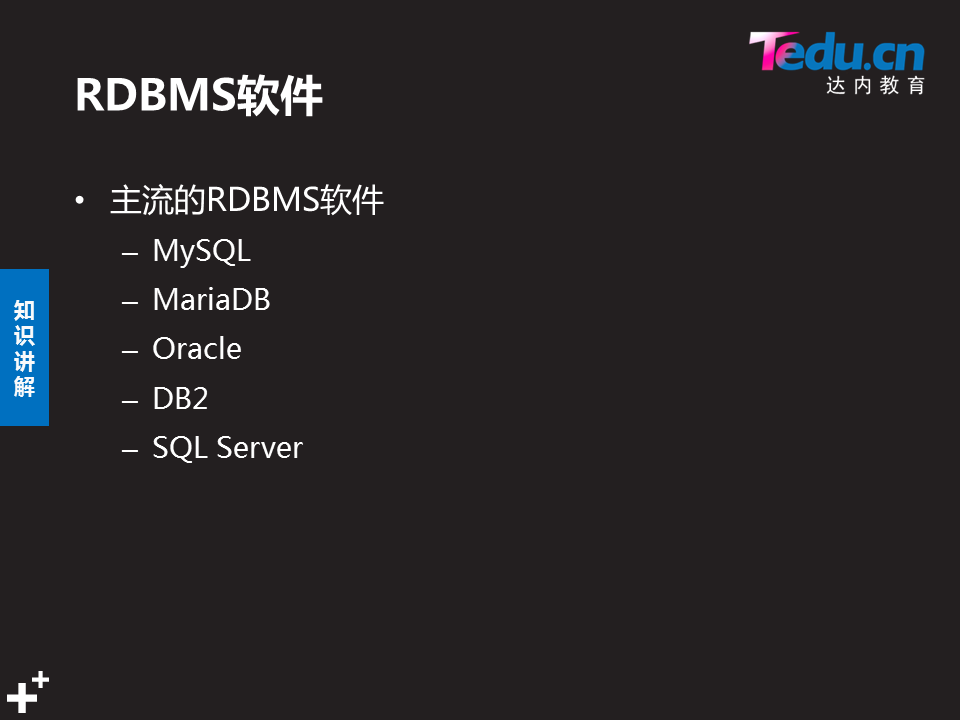 Tedu.cn
达内教育
RDBMS软件
• 主流的RDBMS软件
– MySQL
– MariaDB
– Oracle
– DB2
– SQL Server
知识讲解